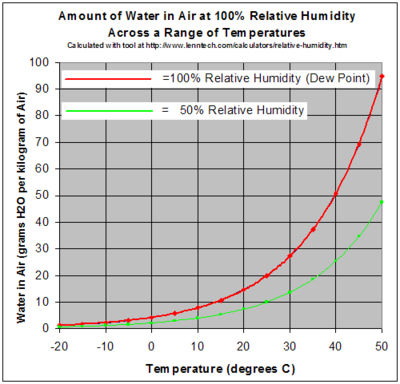 Amount of Water in Air at 100% Relative Humidity
Across a Range of Temperatures
Calculated with tool at http://www.lenntech.com/calculators/relative-humidity.htm
=100% Relative Humidity (Dew Point)
= 50% Relative Humidity
Water in Air (grams H2O per kilogram of Air)
100
90
80
70
60
50
40
30
20
10
0
-20 -10 0 10 20 30 40 50
Temperature (degrees C)